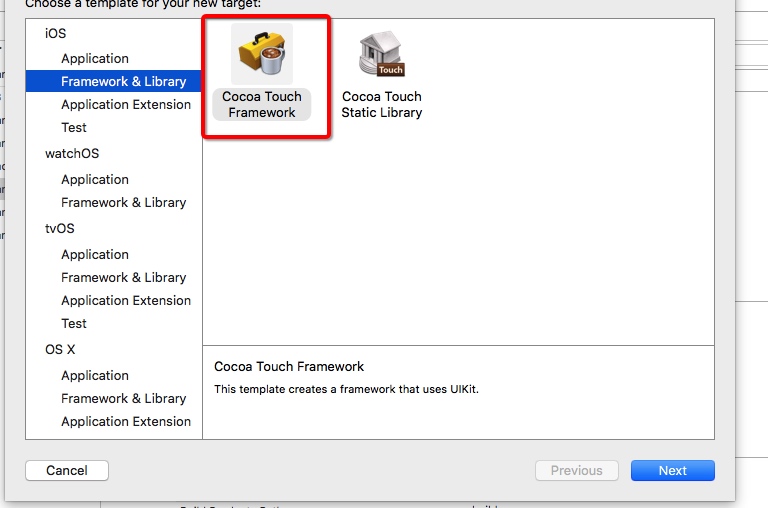 Choose a template for your new target:
iOS
Application
Framework & Library
Application Extension
Test
watchOS
Application
Framework & Library
tvOS
Application
Framework & Library
Application Extension
Test
OS X
Application
Framework & Library
Application Extension
Cocoa Touch
Framework
Cocoa Touch
Static Library
Touch
Cocoa Touch Framework
This template creates a framework that uses UIKit.
Cancel
Previous
Next